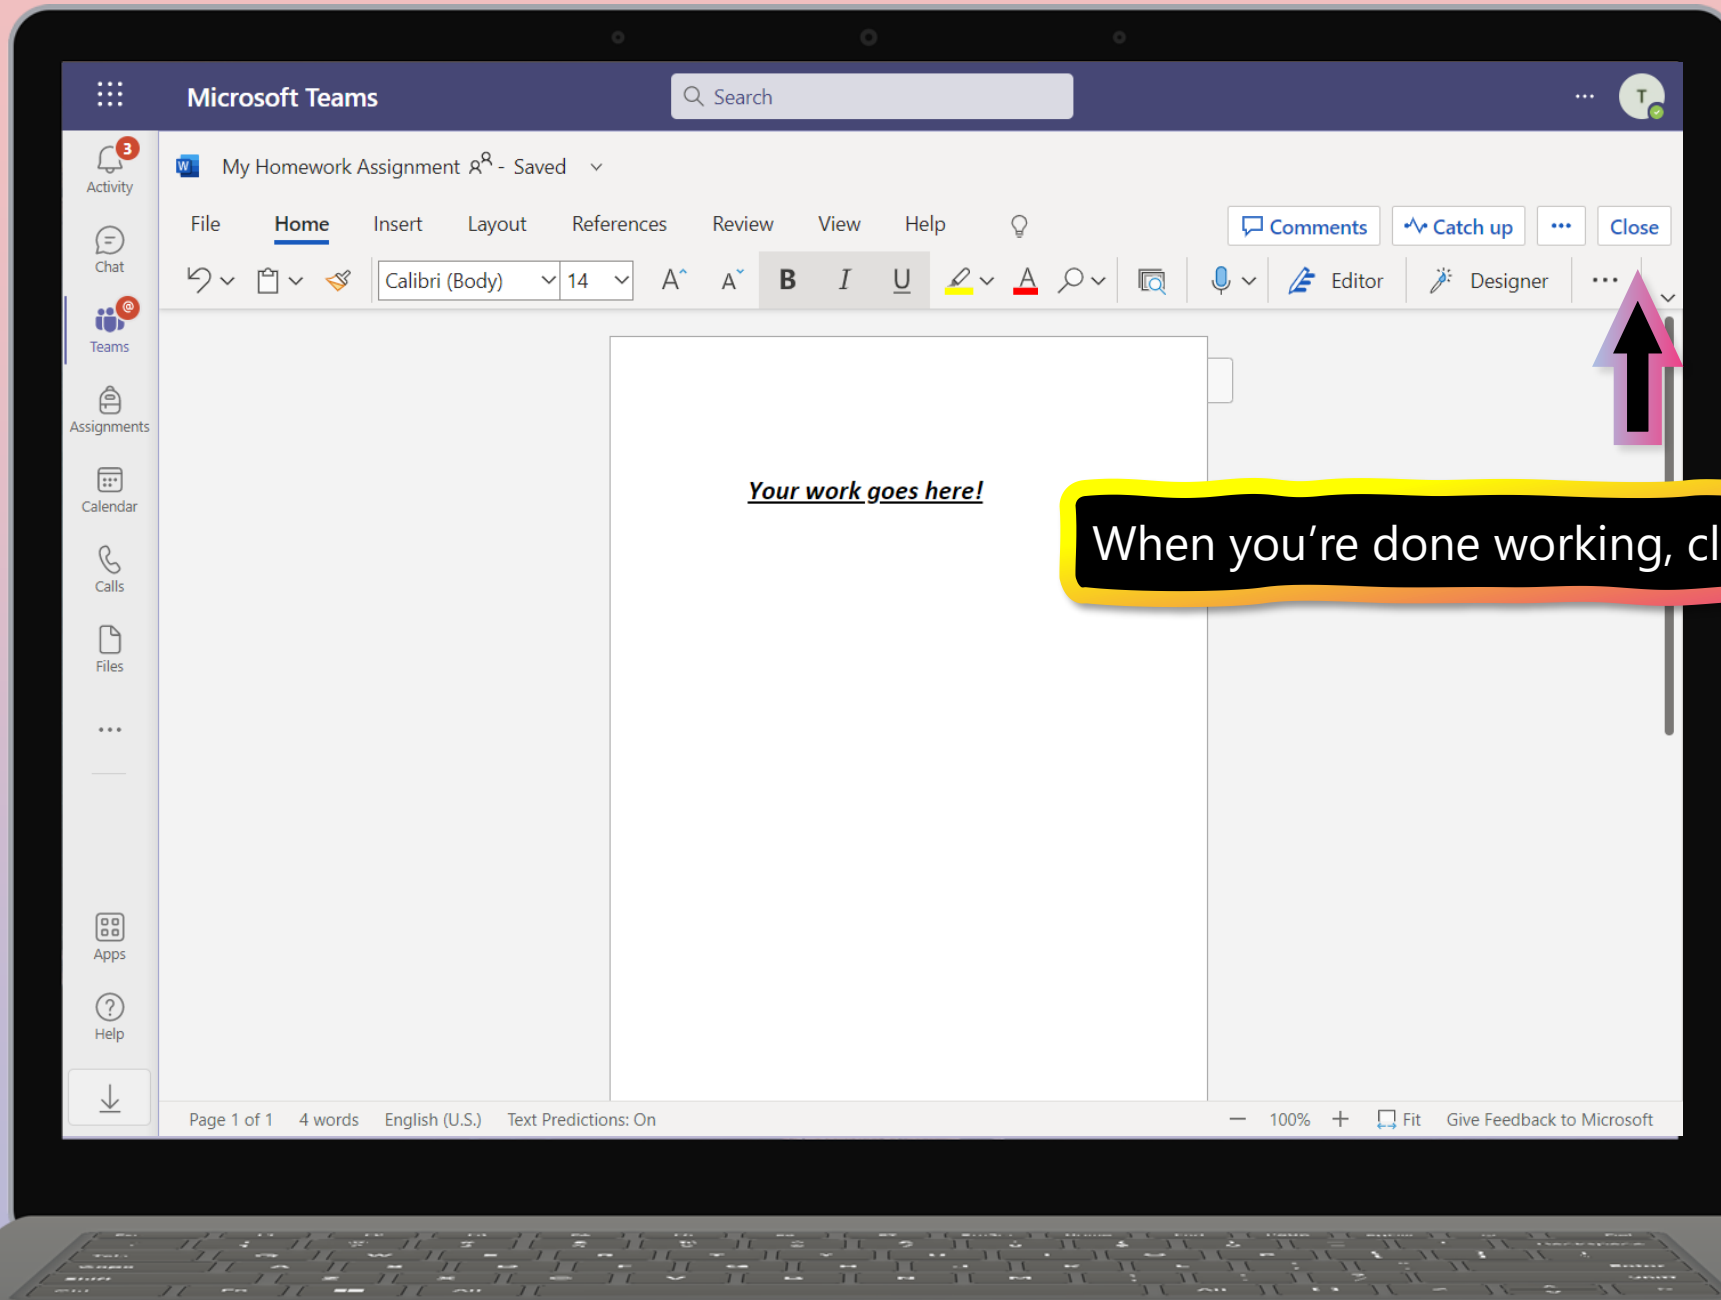 Microsoft Teams
Search
T
3
Activity
Chat
@
Teams
Assignments
Calendar
Calls
Files
Apps
Help
W
My Homework Assignment - Saved
File Home Insert Layout References Review View Help
Comments Catch up Close
Calibri (Body) 14 A A B I U A Editor Designer
Your work goes here!
When you're done working, cl
Page 1 of 1 4 words English (U.S.) Text Predictions: On
100% Fit Give Feedback to Microsoft